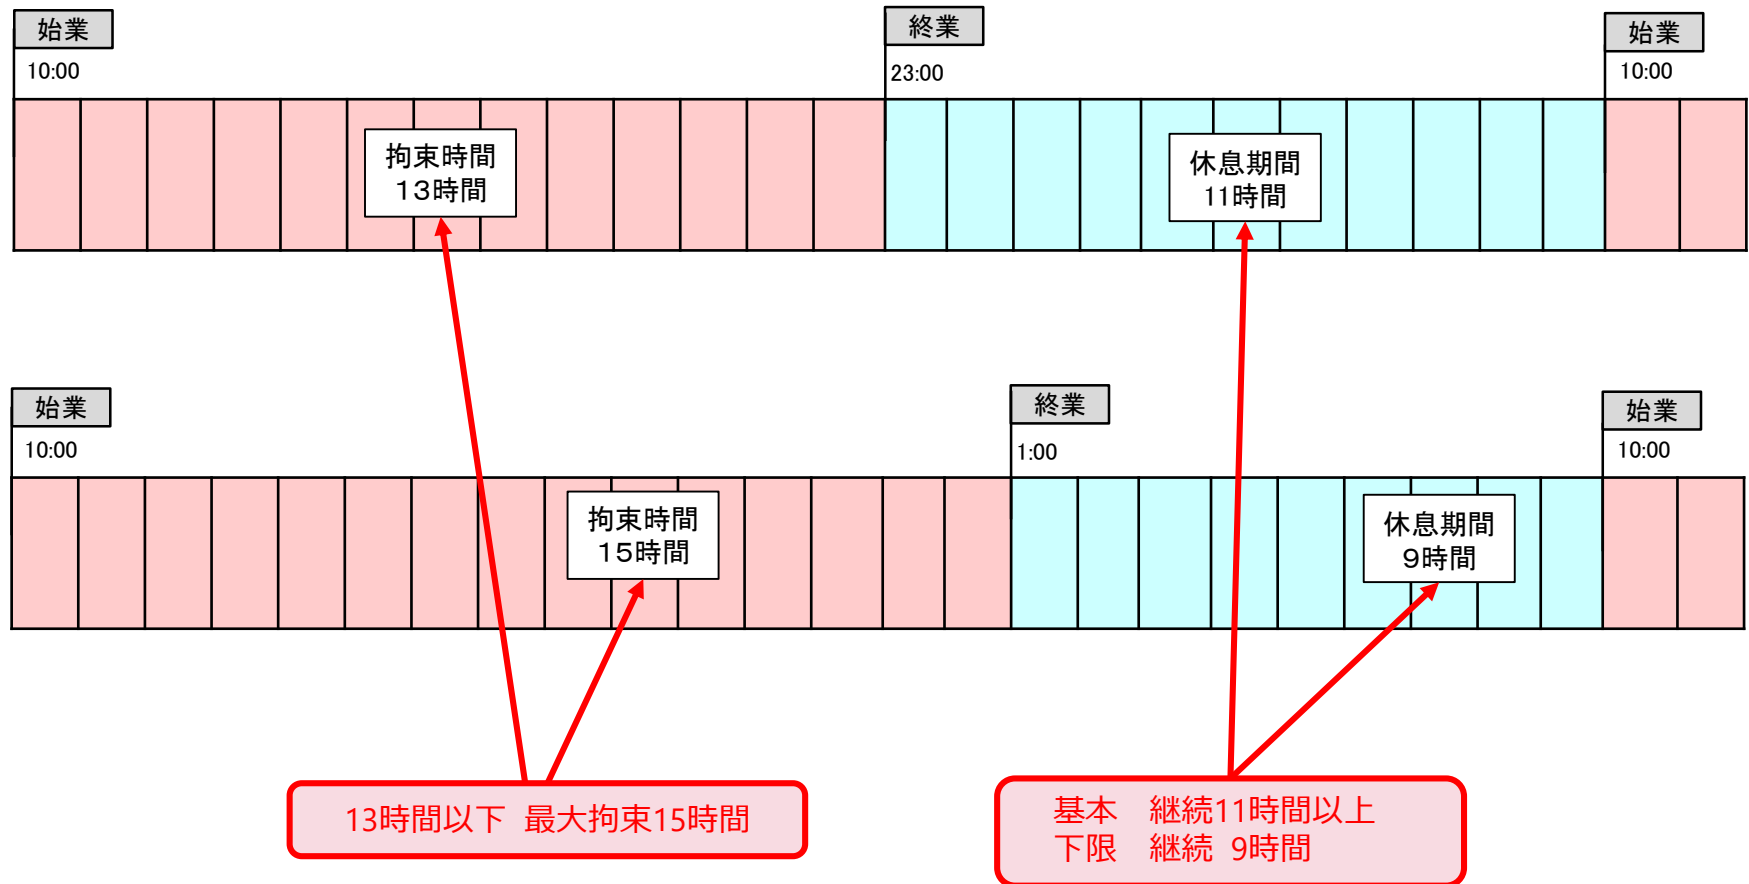 始業
終業
始業
10:00
23:00
10:00
拘束時間
13時間
休息期間
11時間
始業
終業
始業
10:00
1:00
10:00
拘束時間
15時間
休息期間
9時間
13時間以下 最大拘束15時間
基本　継続11時間以上
下限　継続 9時間